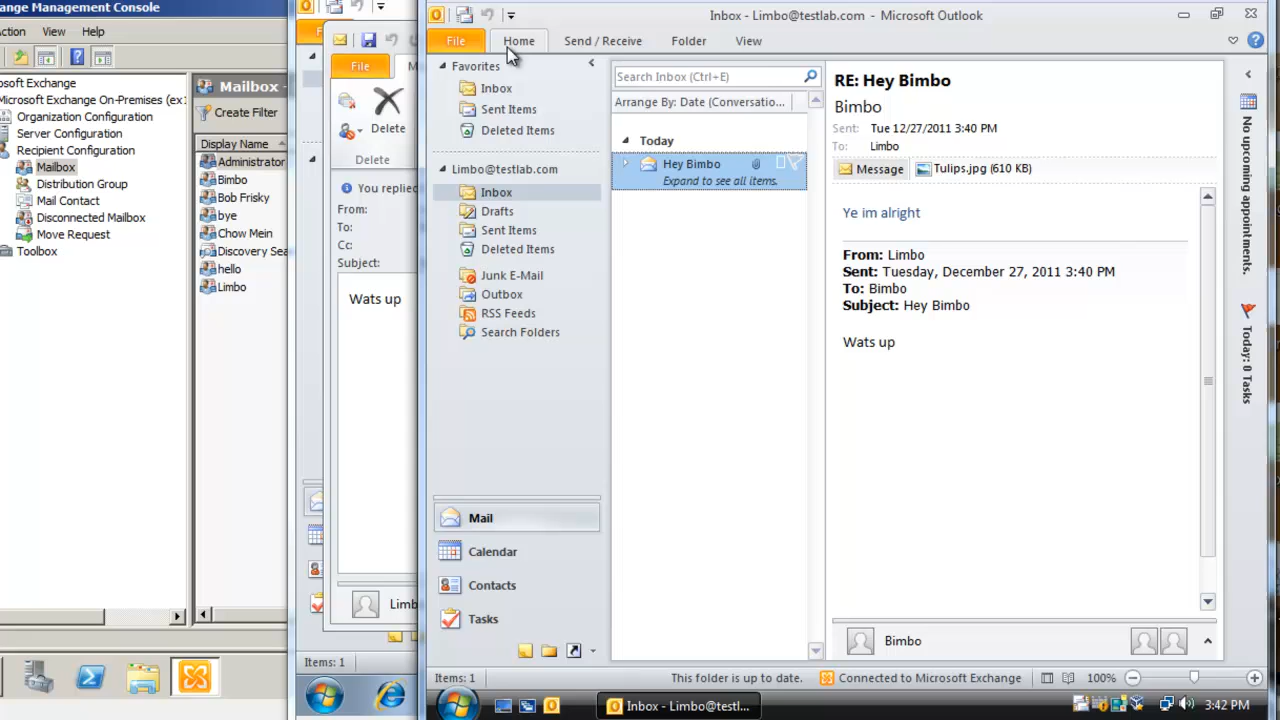 ange Management Console
ction View Help
osoft Exchange
Microsoft Exchange On-Premises (ex1
Organization Configuration
Server Configuration
Recipient Configuration
Mailbox
Distribution Group
Mail Contact
Disconnected Mailbox
Move Request
Toolbox
Mailbox -
Create Filter
Display Name
Administrator
Bimbo
Bob Frisky
bye
Chow Mein
Discovery Sea
hello
Limbo
File
Delete
Delete
You replied
From:
To:
Cc:
Subject:
Wats up
Limb
Items: 1
Inbox - Limbo@testlab.com - Microsoft Outlook
File Home Send / Receive Folder View
Favorites
Inbox
Sent Items
Deleted Items
Limbo@testlab.com
Inbox
Drafts
Sent Items
Deleted Items
Junk E-Mail
Outbox
RSS Feeds
Search Folders
Mail
Calendar
Contacts
Tasks
Search Inbox (Ctrl+E)
Arrange By: Date (Conversatio...
Today
Hey Bimbo
Expand to see all items.
RE: Hey Bimbo
Bimbo
Sent: Tue 12/27/2011 3:40 PM
To: Limbo
Message Tulips.jpg (610 KB)
Ye im alright
From: Limbo
Sent: Tuesday, December 27, 2011 3:40 PM
To: Bimbo
Subject: Hey Bimbo
Wats up
Bimbo
No upcoming appointments.
Today: 0 Tasks
Items: 1 This folder is up to date. Connected to Microsoft Exchange 100%
Inbox - Limbo@testl...
3:42 PM